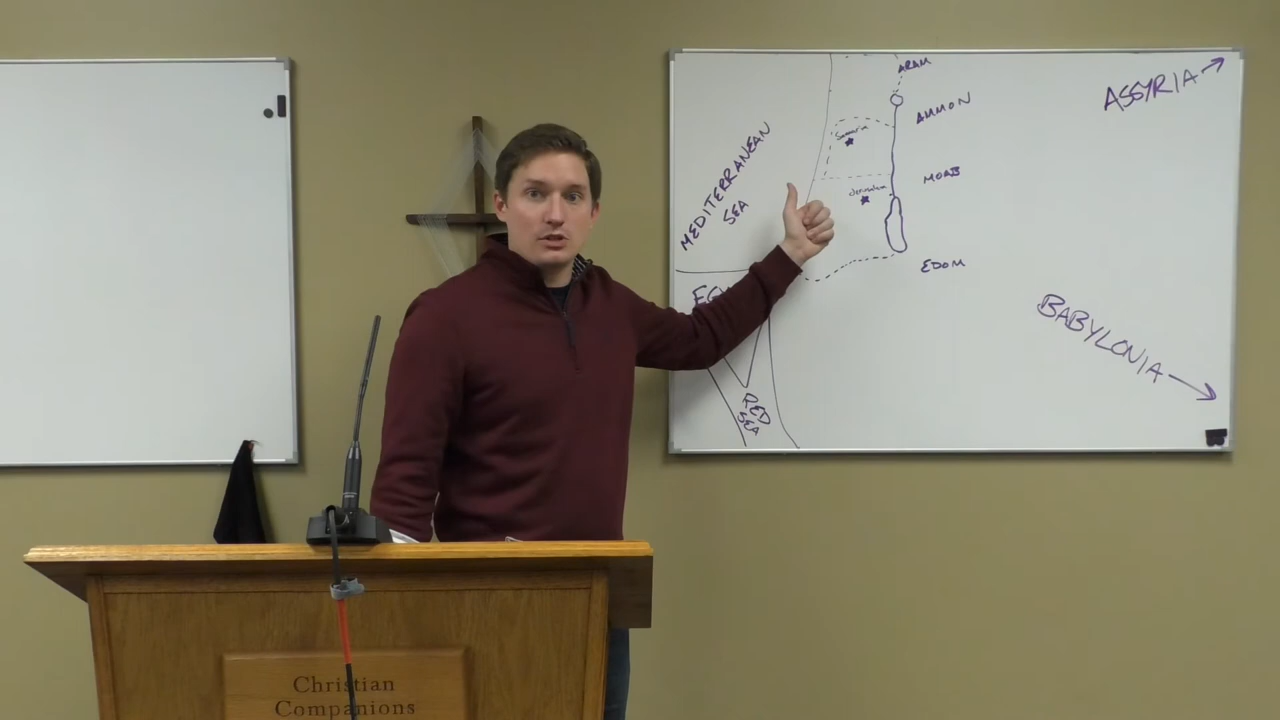 ARAM
ASSYRIA
AMMON
MEDITERRANEAN
SEA
Samaria
MOAB
Jerusalem
EDOM
BABYLONIA
RED
SEA
Christian
Companions